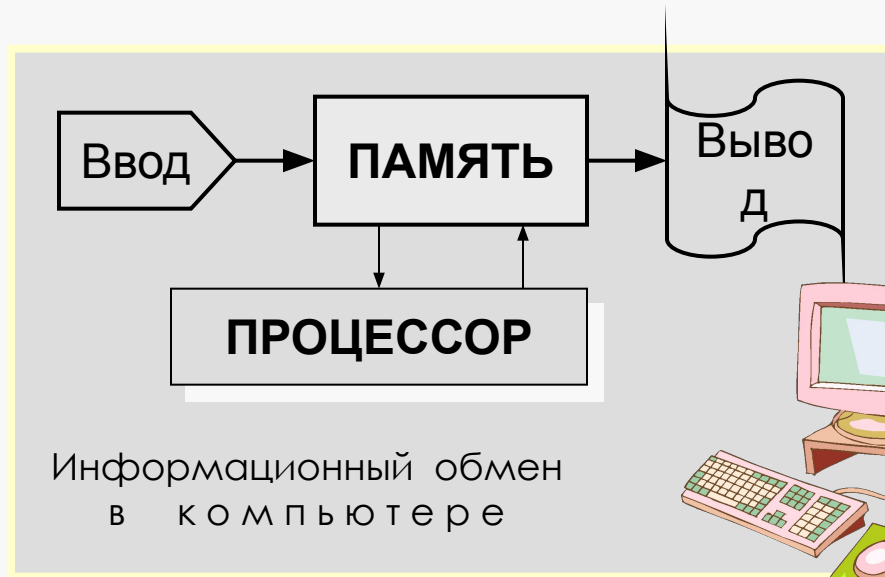 Ввод
ПАМЯТЬ
Выво
д
ПРОЦЕССОР
Информационный обмен
в компьютере